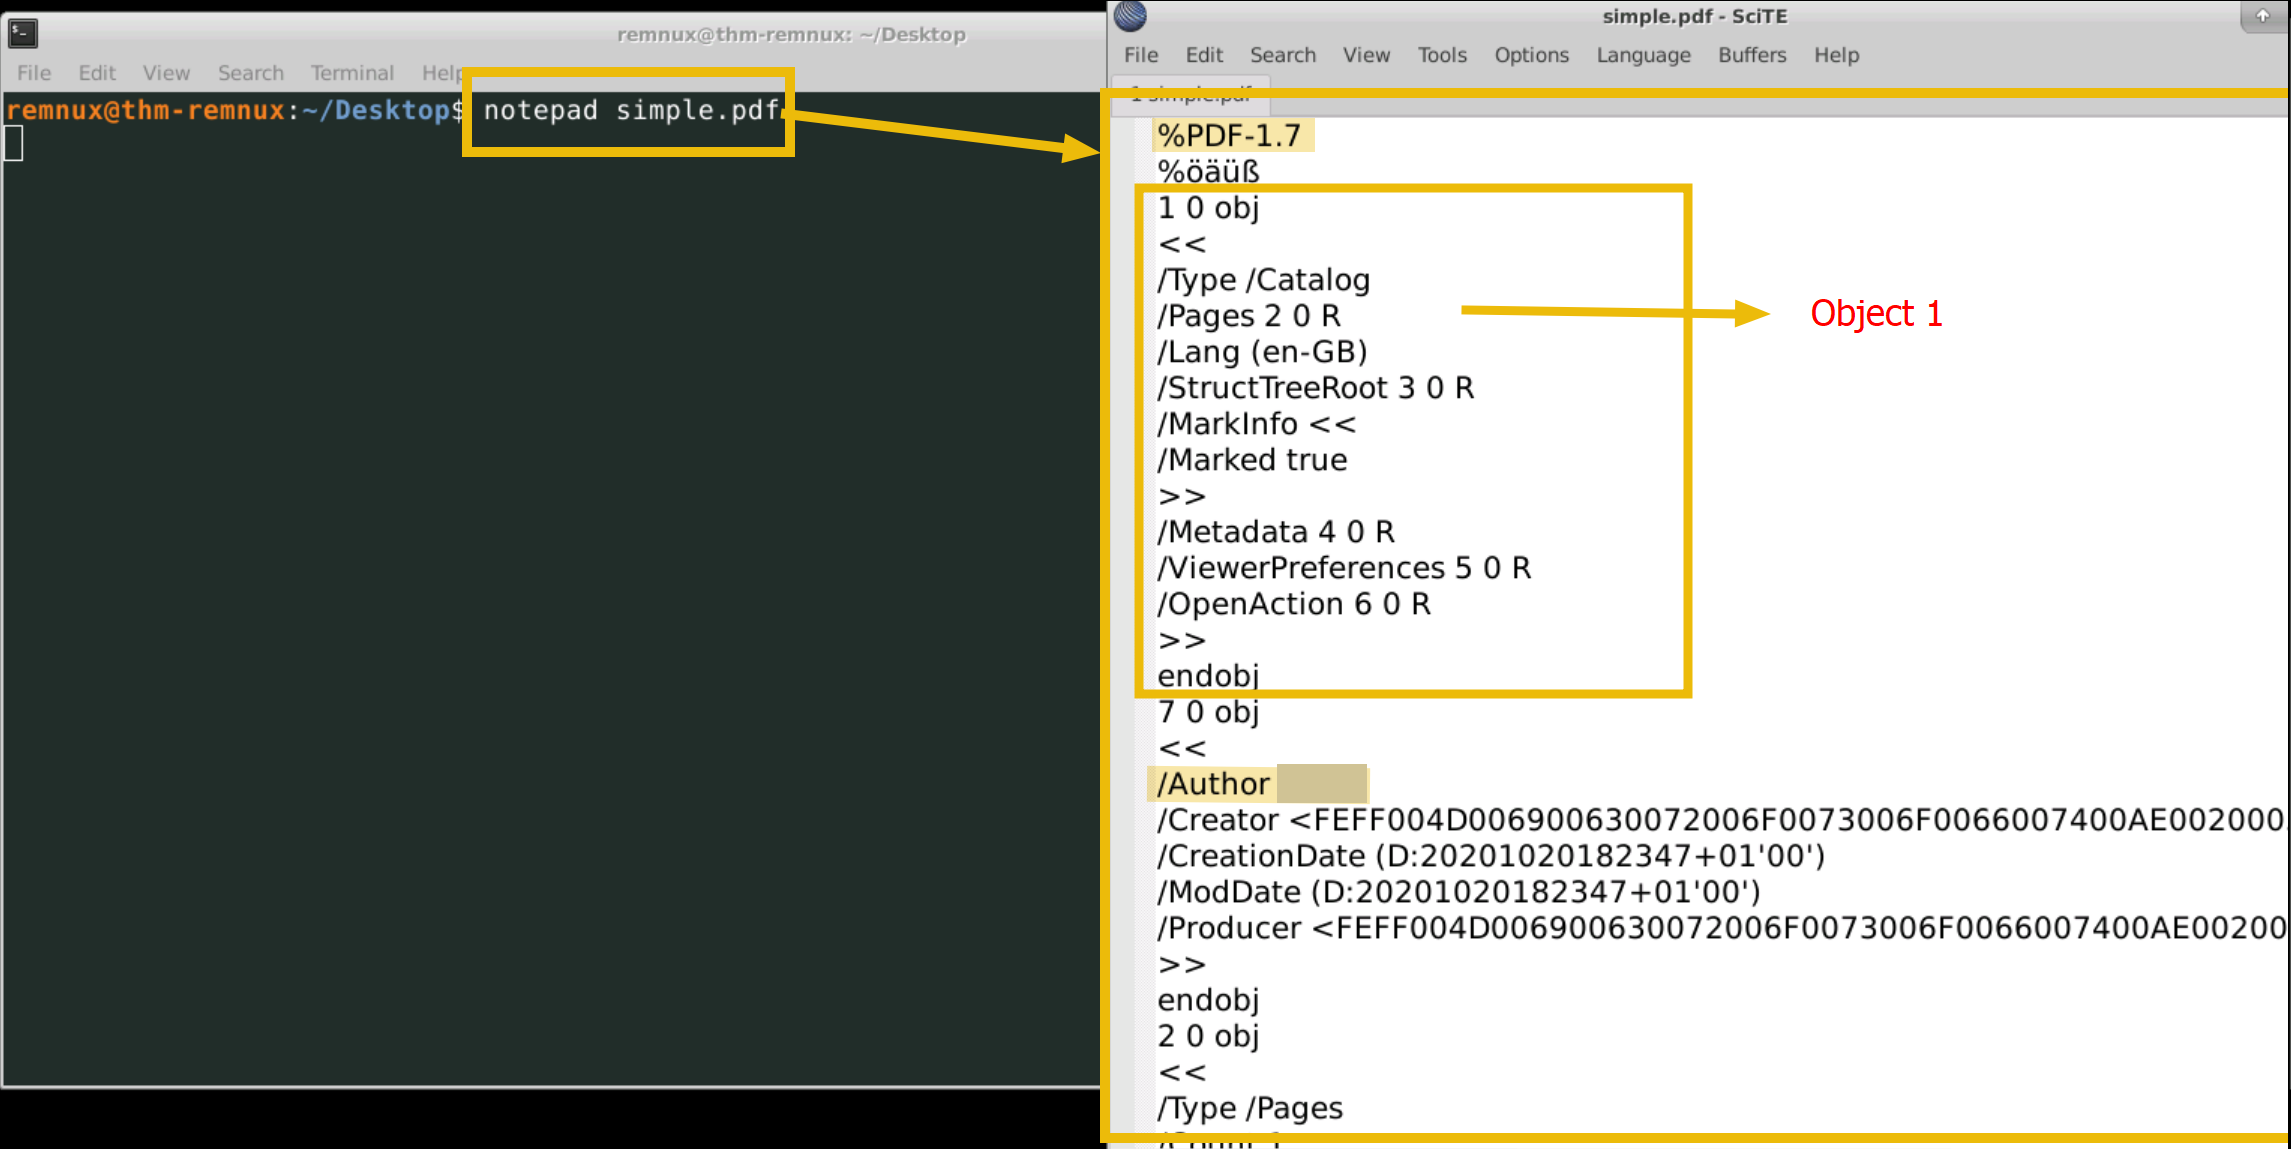 remnux@thm-remnux: ~/Desktop
File Edit View Search Terminal Help
remnux@thm-remnux:~/Desktop$ notepad simple.pdf
simple.pdf - SciTE
File Edit Search View Tools Options Language Buffers Help
1 simple.pdf
%PDF-1.7
%öäüß
1 0 obj
<<
/Type /Catalog
/Pages 2 0 R
/Lang (en-GB)
/StructTreeRoot 3 0 R
/MarkInfo <<
/Marked true
>>
/Metadata 4 0 R
/ViewerPreferences 5 0 R
/OpenAction 6 0 R
>>
endobj
7 0 obj
<<
/Author
/Creator <FEFF004D006900630072006F0073006F0066007400AE002000
/CreationDate (D:20201020182347+01'00')
/ModDate (D:20201020182347+01'00')
/Producer <FEFF004D006900630072006F0073006F0066007400AE00200
>>
endobj
2 0 obj
<<
/Type /Pages
Object 1